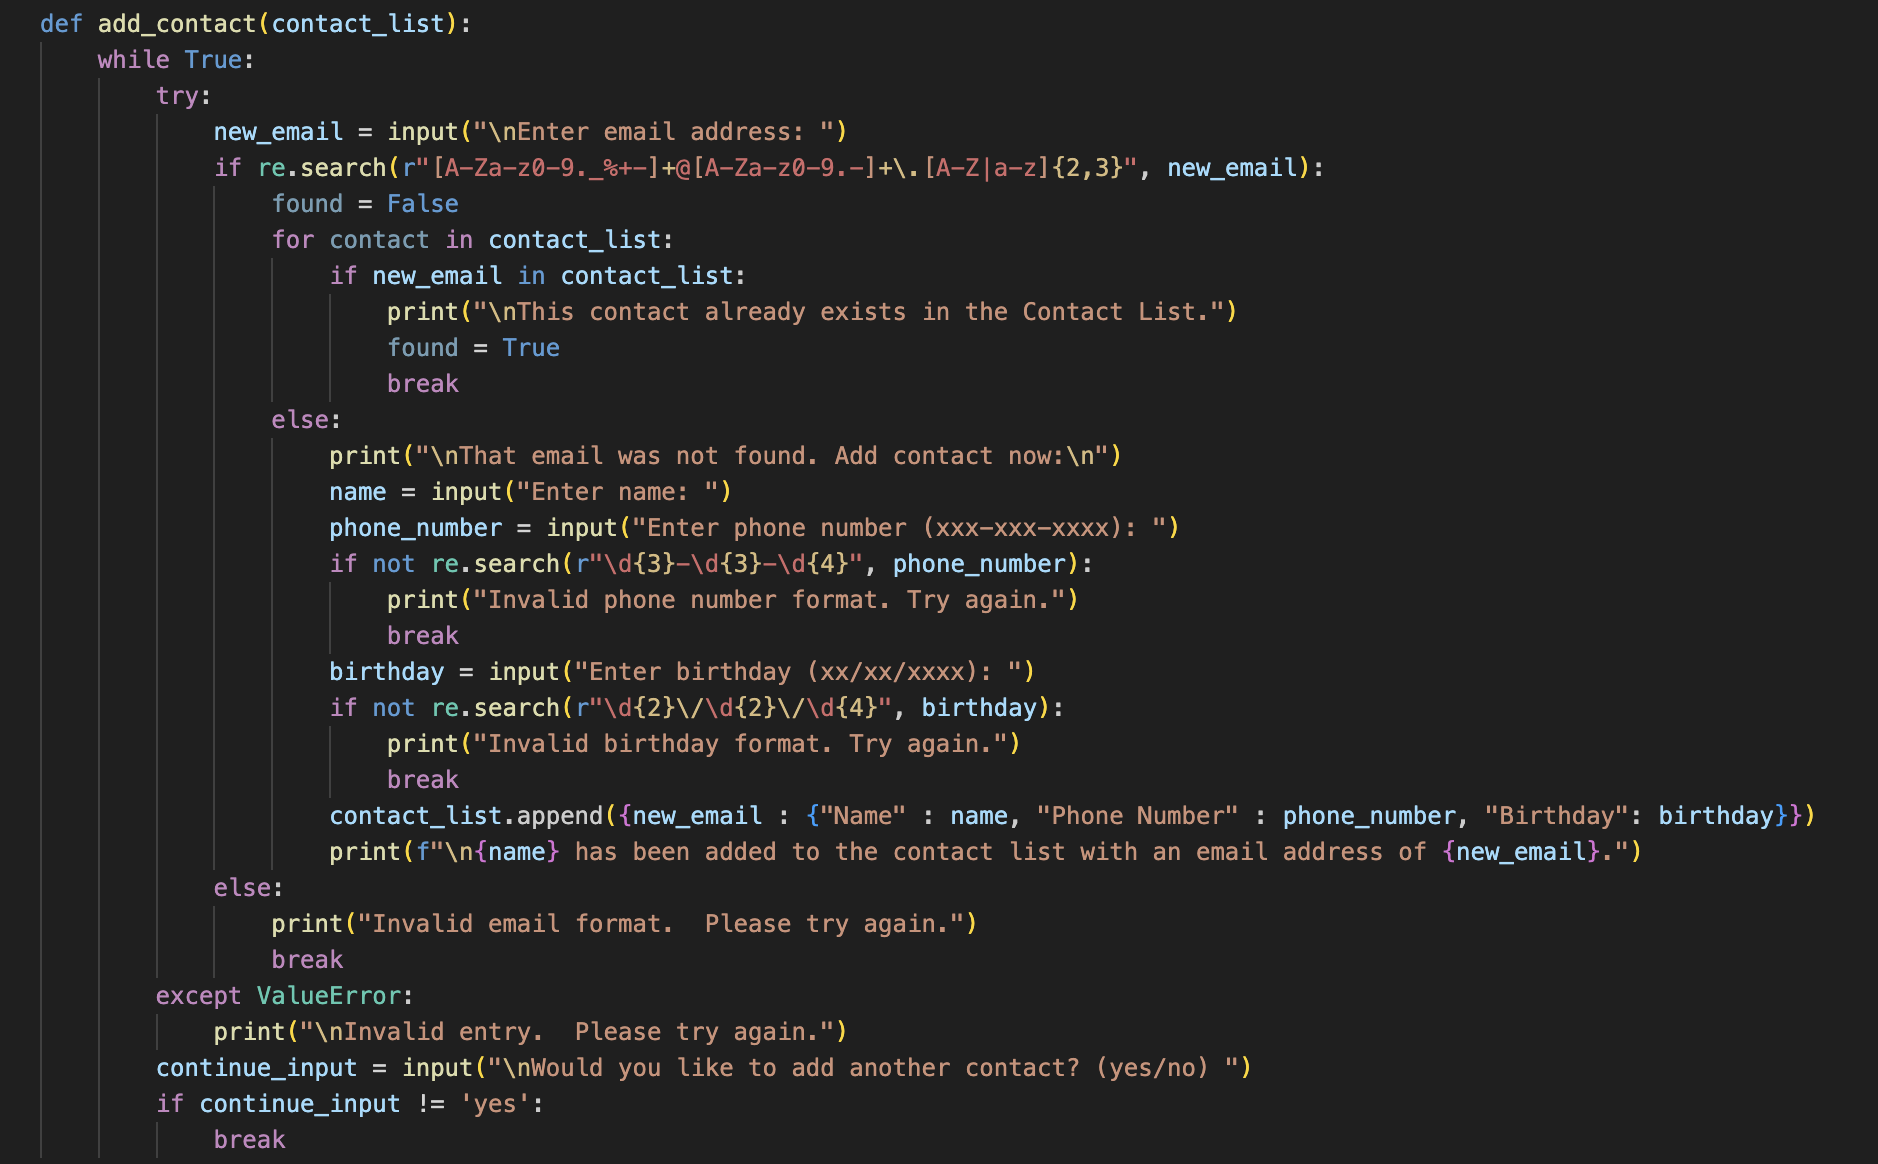 def add_contact(contact_list):
    while True:
        try:
            new_email = input("\nEnter email address: ")
            if re.search(r"[A-Za-z0-9._%+-]+@[A-Za-z0-9.-]+\.[A-Z|a-z]{2,3}", new_email):
                found = False
                for contact in contact_list:
                    if new_email in contact_list:
                        print("\nThis contact already exists in the Contact List.")
                        found = True
                        break
                else:
                    print("\nThat email was not found. Add contact now:\n")
                    name = input("Enter name: ")
                    phone_number = input("Enter phone number (xxx-xxx-xxxx): ")
                    if not re.search(r"\d{3}-\d{3}-\d{4}", phone_number):
                        print("Invalid phone number format. Try again.")
                        break
                    birthday = input("Enter birthday (xx/xx/xxxx): ")
                    if not re.search(r"\d{2}\/\d{2}\/\d{4}", birthday):
                        print("Invalid birthday format. Try again.")
                        break
                    contact_list.append({new_email : {"Name" : name, "Phone Number" : phone_number, "Birthday": birthday}})
                    print(f"\n{name} has been added to the contact list with an email address of {new_email}.")
            else:
                print("Invalid email format.  Please try again.")
                break
        except ValueError:
            print("\nInvalid entry.  Please try again.")
        continue_input = input("\nWould you like to add another contact? (yes/no) ")
        if continue_input != 'yes':
            break